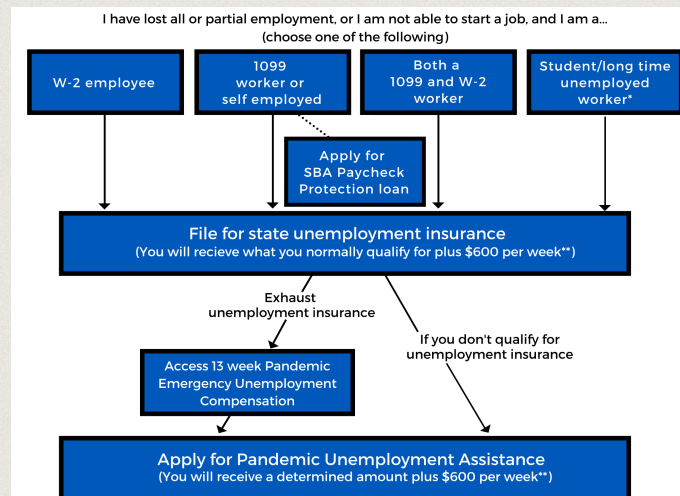 I have lost all or partial employment, or I am not able to start a job, and I am a...
(choose one of the following)
W-2 employee
1099
worker or
self employed
Both a
1099 and W-2
worker
Student/long time
unemployed
worker*
Apply for
SBA Paycheck
Protection loan
File for state unemployment insurance
(You will recieve what you normally qualify for plus $600 per week**)
Exhaust
unemployment insurance
If you don't qualify for
unemployment insurance
Access 13 week Pandemic
Emergency Unemployment
Compensation
Apply for Pandemic Unemployment Assistance
(You will receive a determined amount plus $600 per week**)